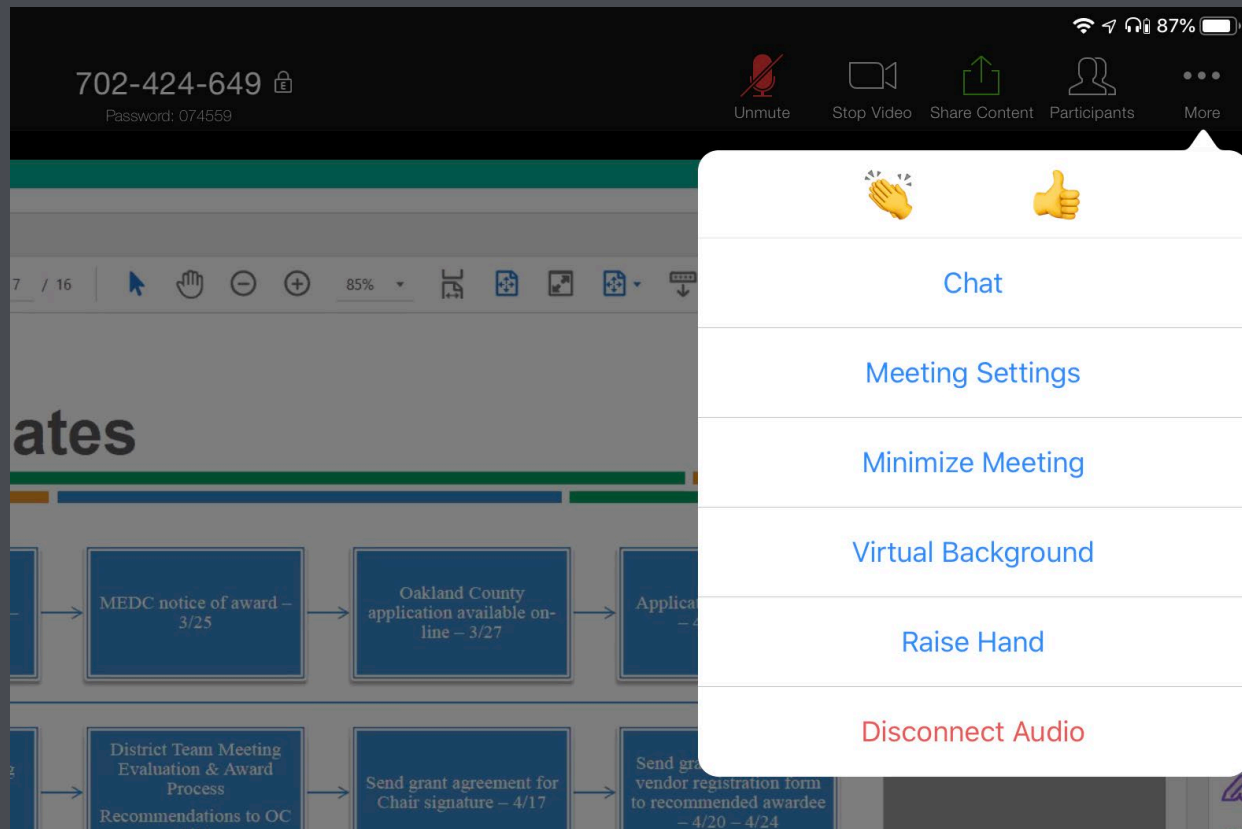 87%
702-424-649
Password: 074559
Unmute
Stop Video
Share Content
Participants
More
7 / 16
85%
Chat
Meeting Settings
Minimize Meeting
Virtual Background
Raise Hand
Disconnect Audio
ates
MEDC notice of award –
3/25
Oakland County
application available on-
line – 3/27
District Team Meeting
Evaluation & Award
Process
Recommendations to OC
Send grant agreement for
Chair signature – 4/17
vendor registration form
to recommended awardee
– 4/20 – 4/24